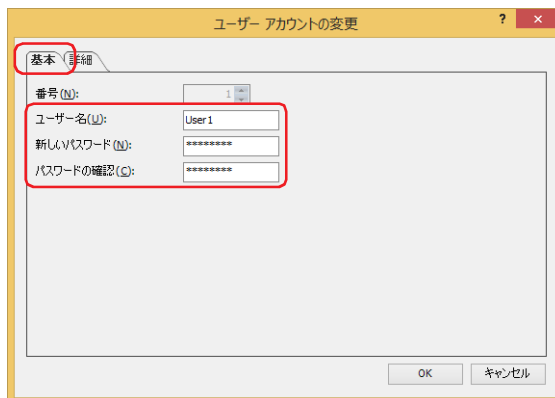 ユーザー アカウントの変更 ? ×
基本 詳細
番号(N): 1
ユーザー名(U): User1
新しいパスワード(N): ********
パスワードの確認(C): ********
OK キャンセル